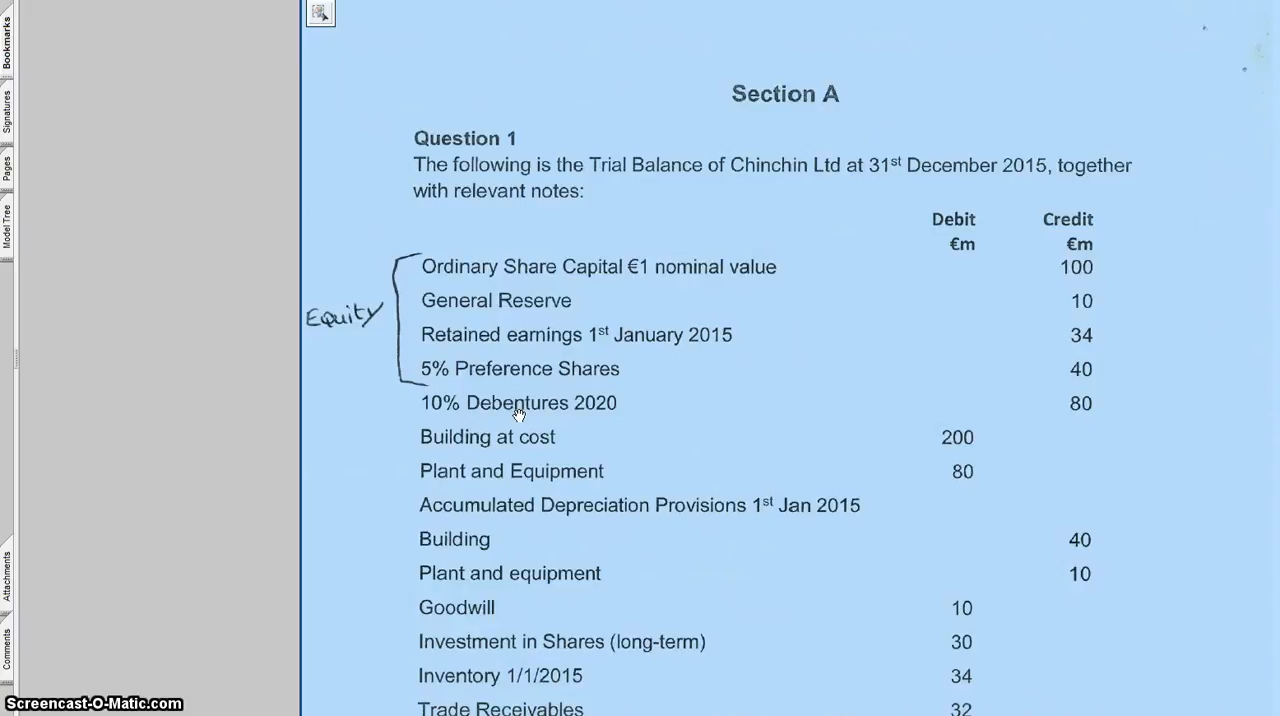 Bookmarks
Signatures
Pages
Model Tree
Attachments
Comments
Section A
Question 1
The following is the Trial Balance of Chinchin Ltd at 31st December 2015, together
with relevant notes:
Debit Credit
€m €m
Equity
Ordinary Share Capital €1 nominal value 100
General Reserve 10
Retained earnings 1st January 2015 34
5% Preference Shares 40
10% Debentures 2020 80
Building at cost 200
Plant and Equipment 80
Accumulated Depreciation Provisions 1st Jan 2015
Building 40
Plant and equipment 10
Goodwill 10
Investment in Shares (long-term) 30
Inventory 1/1/2015 34
Trade Receivables 32
Screencast-O-Matic.com